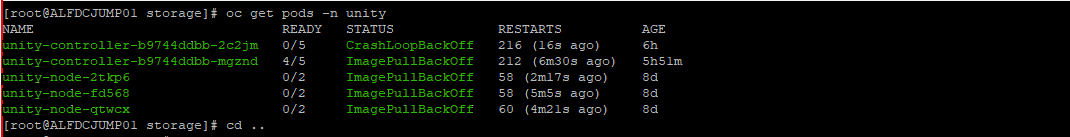 [root@ALFDCJUMP01 storage]# oc get pods -n unity
NAME READY STATUS RESTARTS AGE
unity-controller-b9744ddbb-2c2jm 0/5 CrashLoopBackOff 216 (16s ago) 6h
unity-controller-b9744ddbb-mgznd 4/5 ImagePullBackOff 212 (6m30s ago) 5h51m
unity-node-2tkp6 0/2 ImagePullBackOff 58 (2m17s ago) 8d
unity-node-fd568 0/2 ImagePullBackOff 58 (5m5s ago) 8d
unity-node-qtwcx 0/2 ImagePullBackOff 60 (4m21s ago) 8d
[root@ALFDCJUMP01 storage]# cd ..